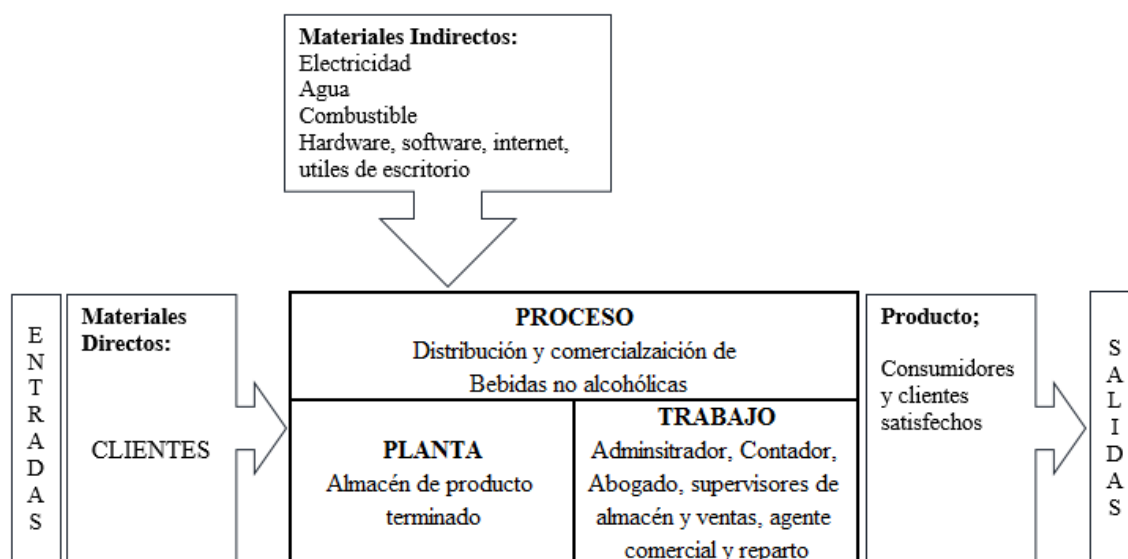 Materiales Indirectos:
Electricidad
Agua
Combustible
Hardware, software, internet,
utiles de escritorio
ENTRADAS
Materiales
Directos:
CLIENTES
PROCESO
Distribución y comercialzaición de
Bebidas no alcohólicas
PLANTA
Almacén de producto
terminado
TRABAJO
Adminsitrador, Contador,
Abogado, supervisores de
almacén y ventas, agente
comercial y reparto
Producto;
Consumidores
y clientes
satisfechos
SALIDAS